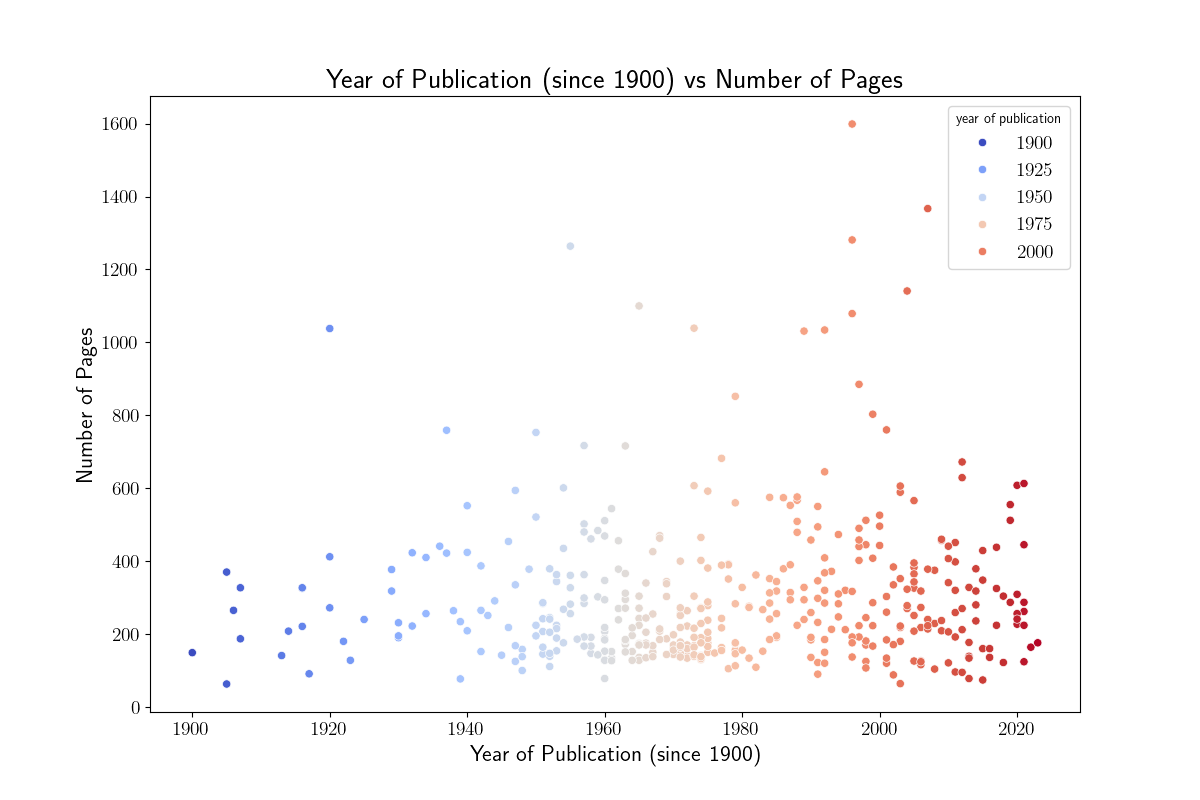 Year of Publication (since 1900) vs Number of Pages
1600
1400
1200
1000
800
600
400
200
0
Number of Pages
year of publication
1900
1925
1950
1975
2000
1900 1920 1940 1960 1980 2000 2020
Year of Publication (since 1900)